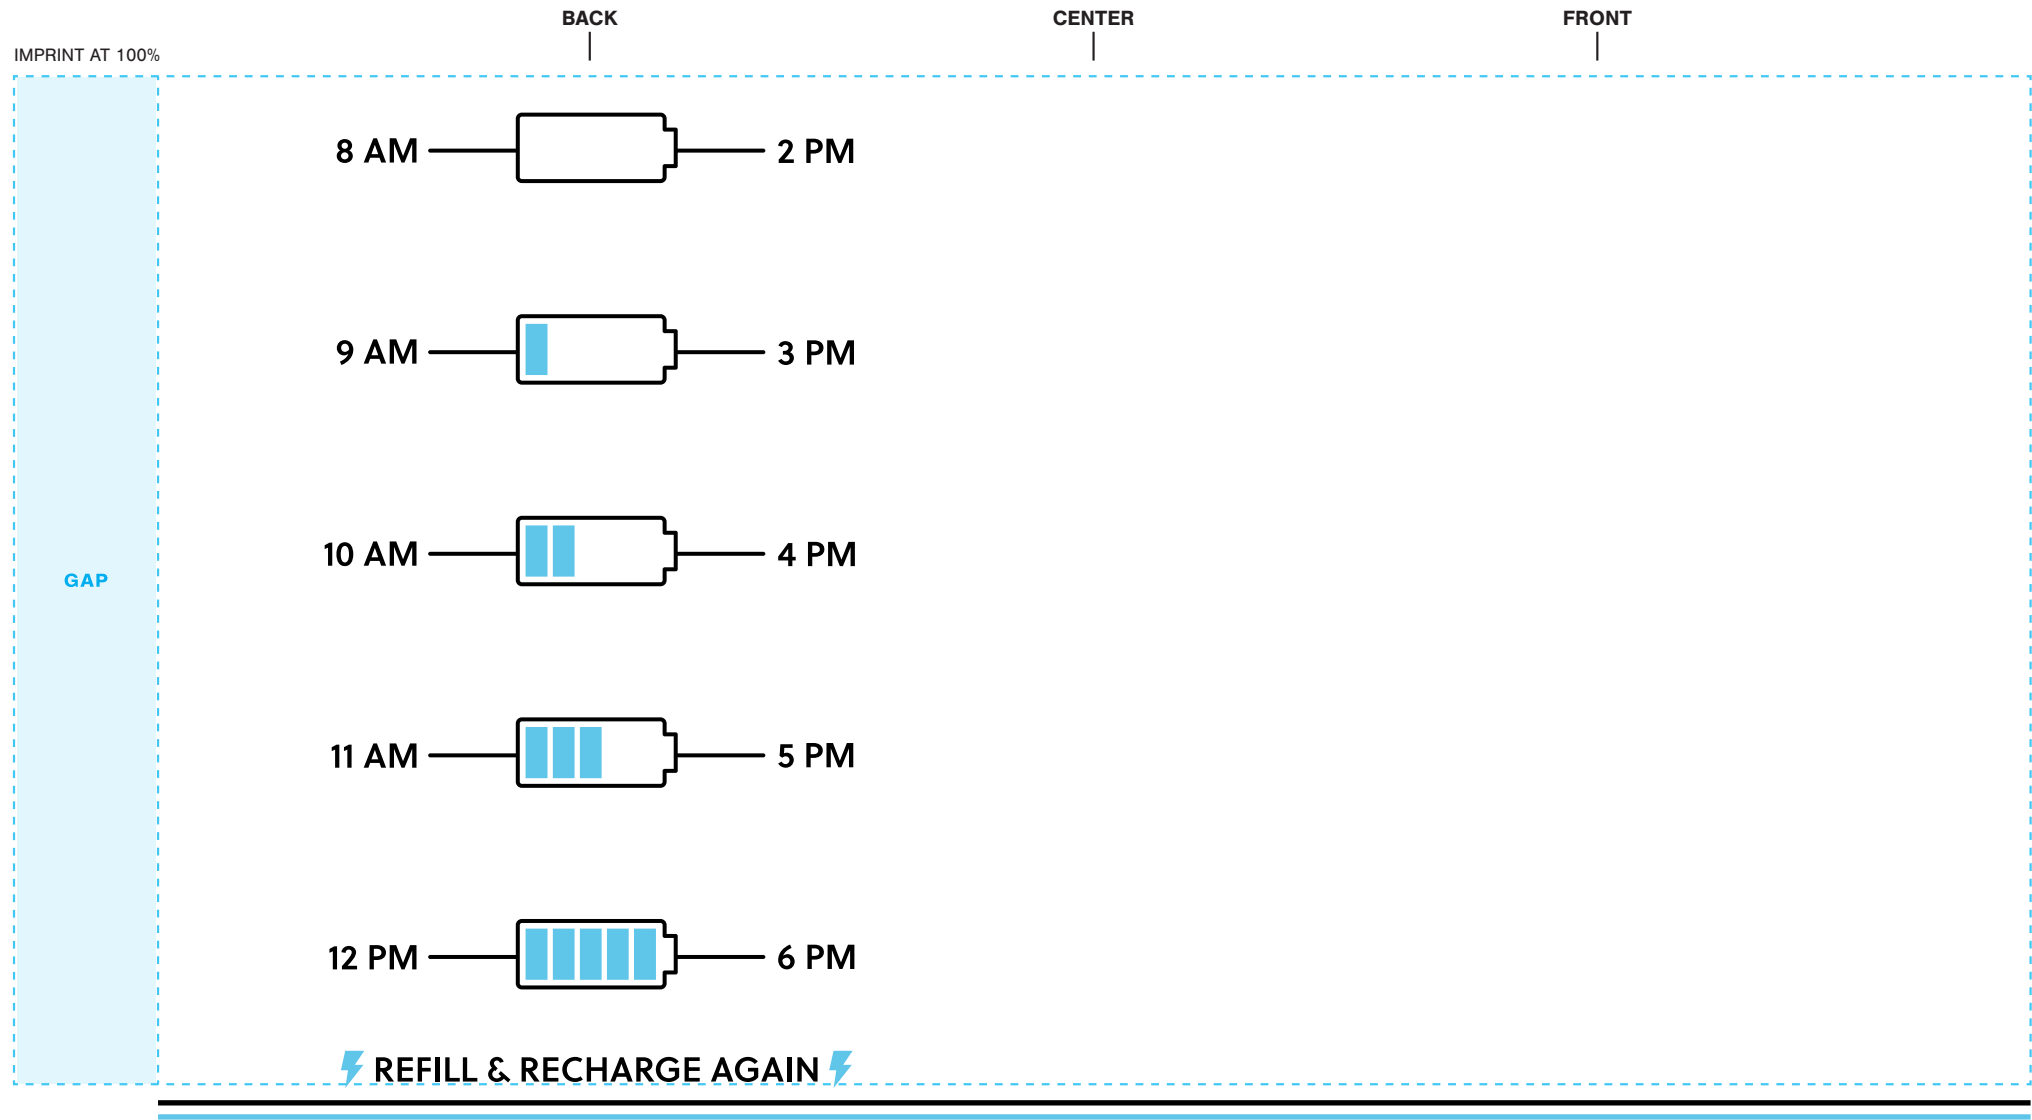 BACK CENTER FRONT
IMPRINT AT 100%
8 AM 2 PM
9 AM 3 PM
10 AM 4 PM
GAP
11 AM 5 PM
12 PM 6 PM
REFILL & RECHARGE AGAIN